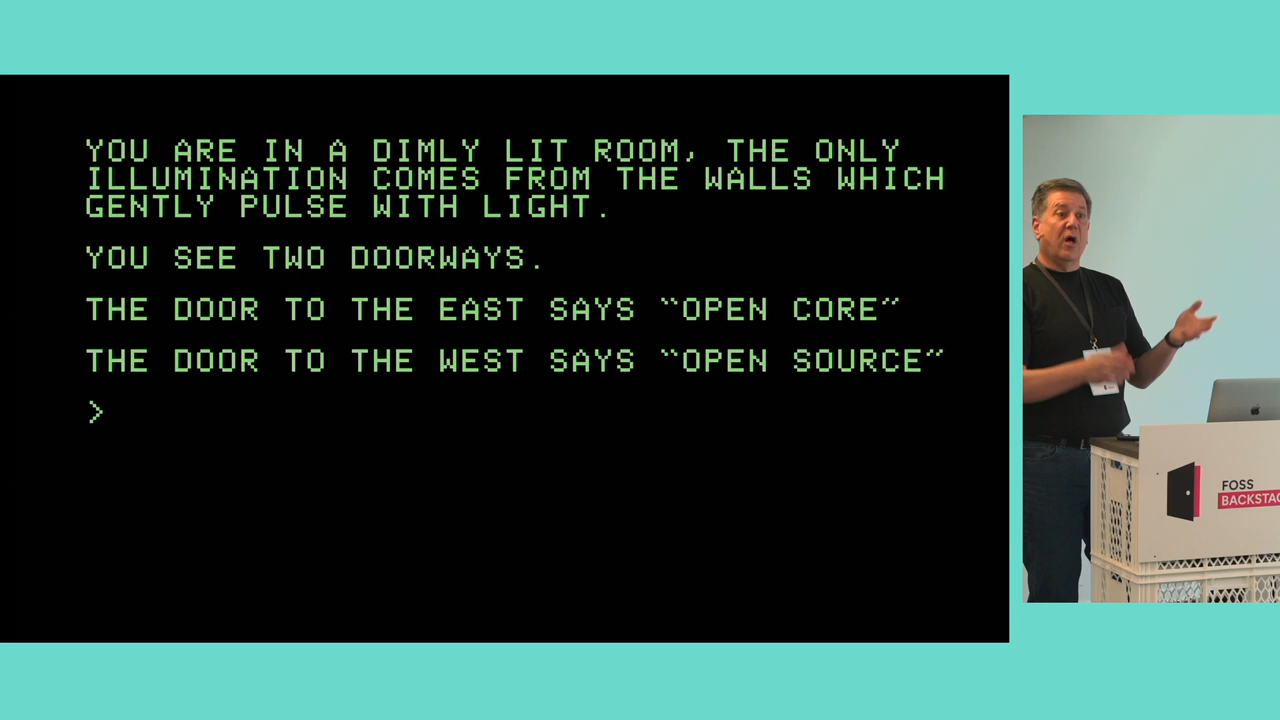 YOU ARE IN A DIMLY LIT ROOM, THE ONLY
ILLUMINATION COMES FROM THE WALLS WHICH
GENTLY PULSE WITH LIGHT.
YOU SEE TWO DOORWAYS.
THE DOOR TO THE EAST SAYS “OPEN CORE”
THE DOOR TO THE WEST SAYS “OPEN SOURCE”
>
FOSS
BACKSTAG